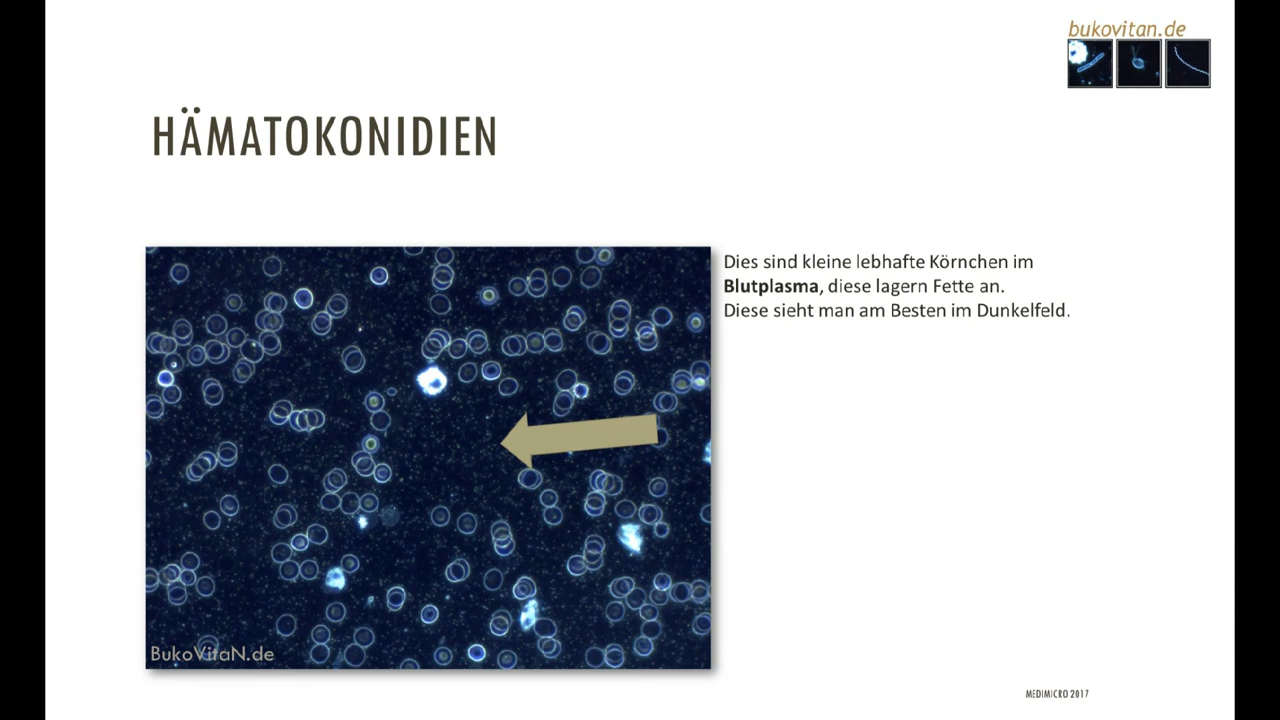 bukovitan.de
HÄMATOKONIDIEN
Dies sind kleine lebhafte Körnchen im
Blutplasma, diese lagern Fette an.
Diese sieht man am Besten im Dunkelfeld.
BukoVitaN.de
MEDIMICRO 2017